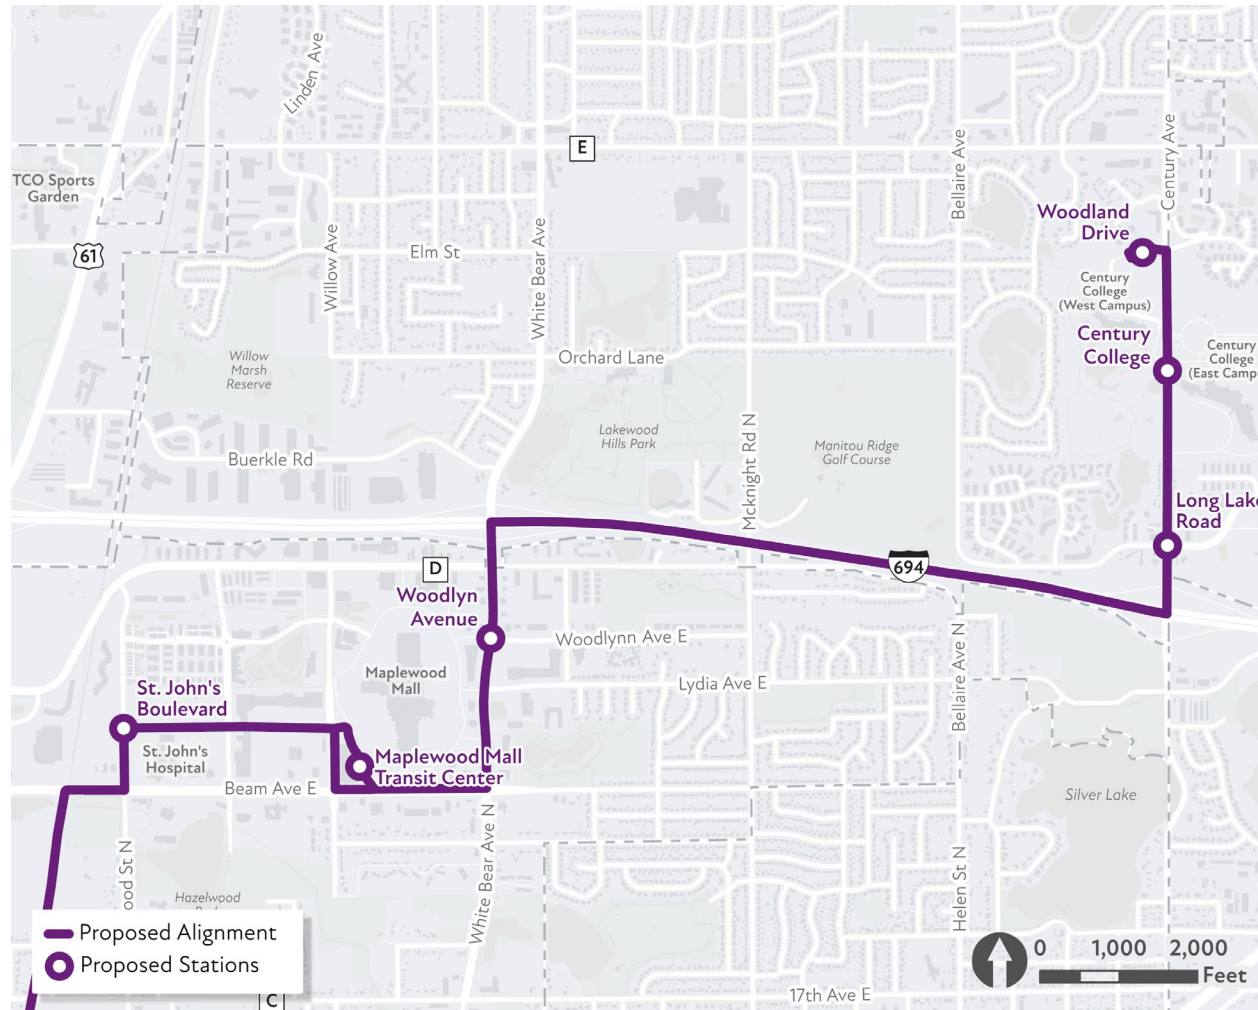 Linden Ave
E
TCO Sports
Garden
61
Willow Ave
Elm St
White Bear Ave
Bellaire Ave
Century Ave
Woodland
Drive
Century
College
(West Campus)
Century
College
Century
College
(East Camp
Willow
Marsh
Reserve
Orchard Lane
Buerkle Rd
Lakewood
Hills Park
Mcknight Rd N
Manitou Ridge
Golf Course
Long Lake
Road
D
694
Woodlyn
Avenue
Woodlynn Ave E
Maplewood
Mall
Lydia Ave E
Bellaire Ave N
St. John's
Boulevard
St. John's
Hospital
Maplewood Mall
Transit Center
Beam Ave E
Silver Lake
ood St N
White Bear Ave N
Helen St N
Hazelwood
Proposed Alignment
Proposed Stations
C
17th Ave E
0 1,000 2,000
Feet